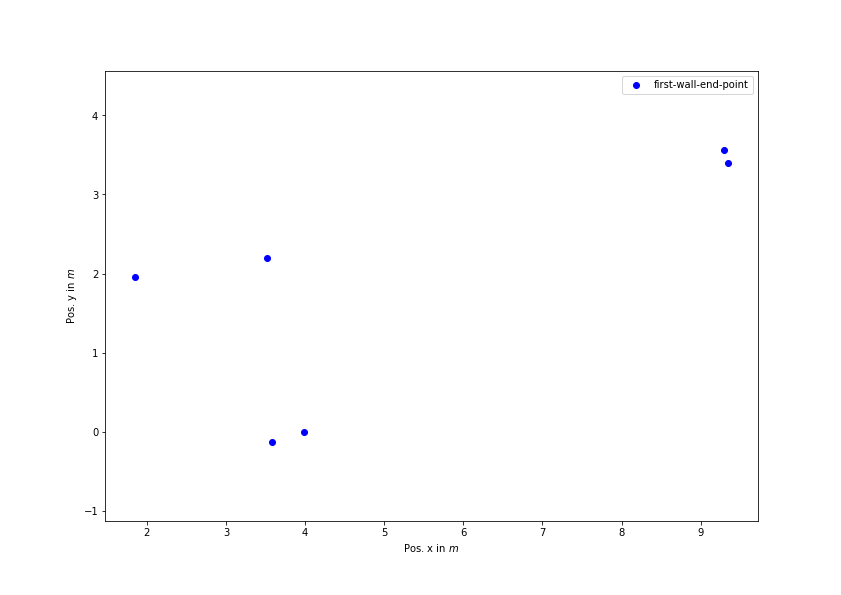 first-wall-end-point
4
3
2
1
0
−1
Pos. y in m
2 3 4 5 6 7 8 9
Pos. x in m